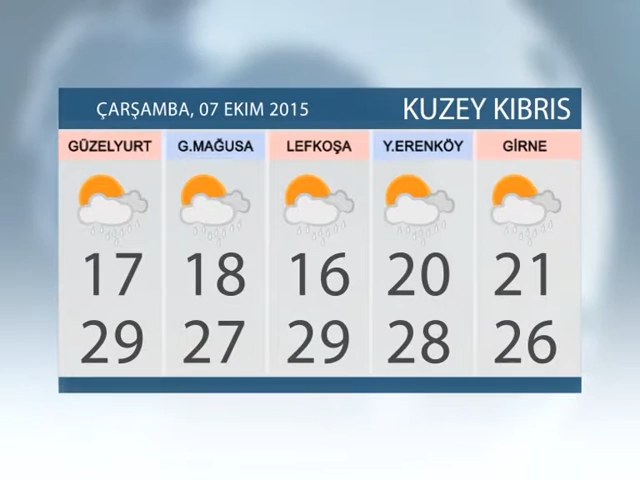 ÇARŞAMBA, 07 EKIM 2015 KUZEY KIBRIS
GÜZELYURT G.MAĞUSA LEFKOŞA Y.ERENKÖY GİRNE
17 18 16 20 21
29 27 29 28 26